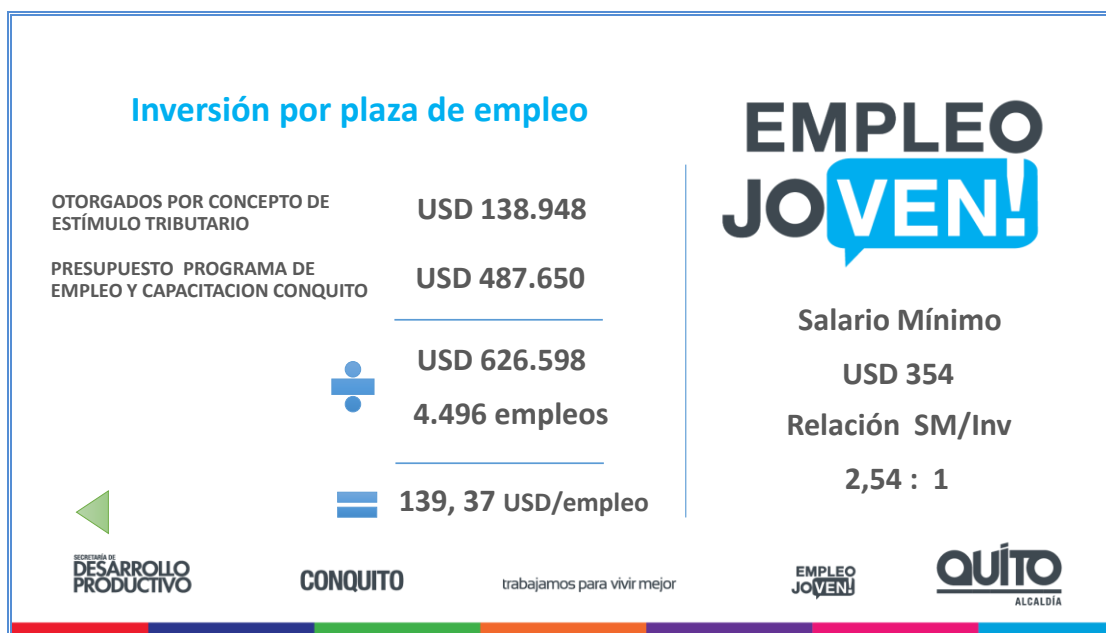 Inversión por plaza de empleo
OTORGADOS POR CONCEPTO DE
ESTÍMULO TRIBUTARIO
USD 138.948
PRESUPUESTO PROGRAMA DE
EMPLEO Y CAPACITACION CONQUITO
USD 487.650
USD 626.598
÷
4.496 empleos
= 139, 37 USD/empleo
EMPLEO
JOVEN!
Salario Mínimo
USD 354
Relación SM/Inv
2,54 : 1
SECRETARÍA DE
DESARROLLO
PRODUCTIVO
CONQUITO
trabajamos para vivir mejor
EMPLEO
JOVEN!
QUÍTO
ALCALDÍA